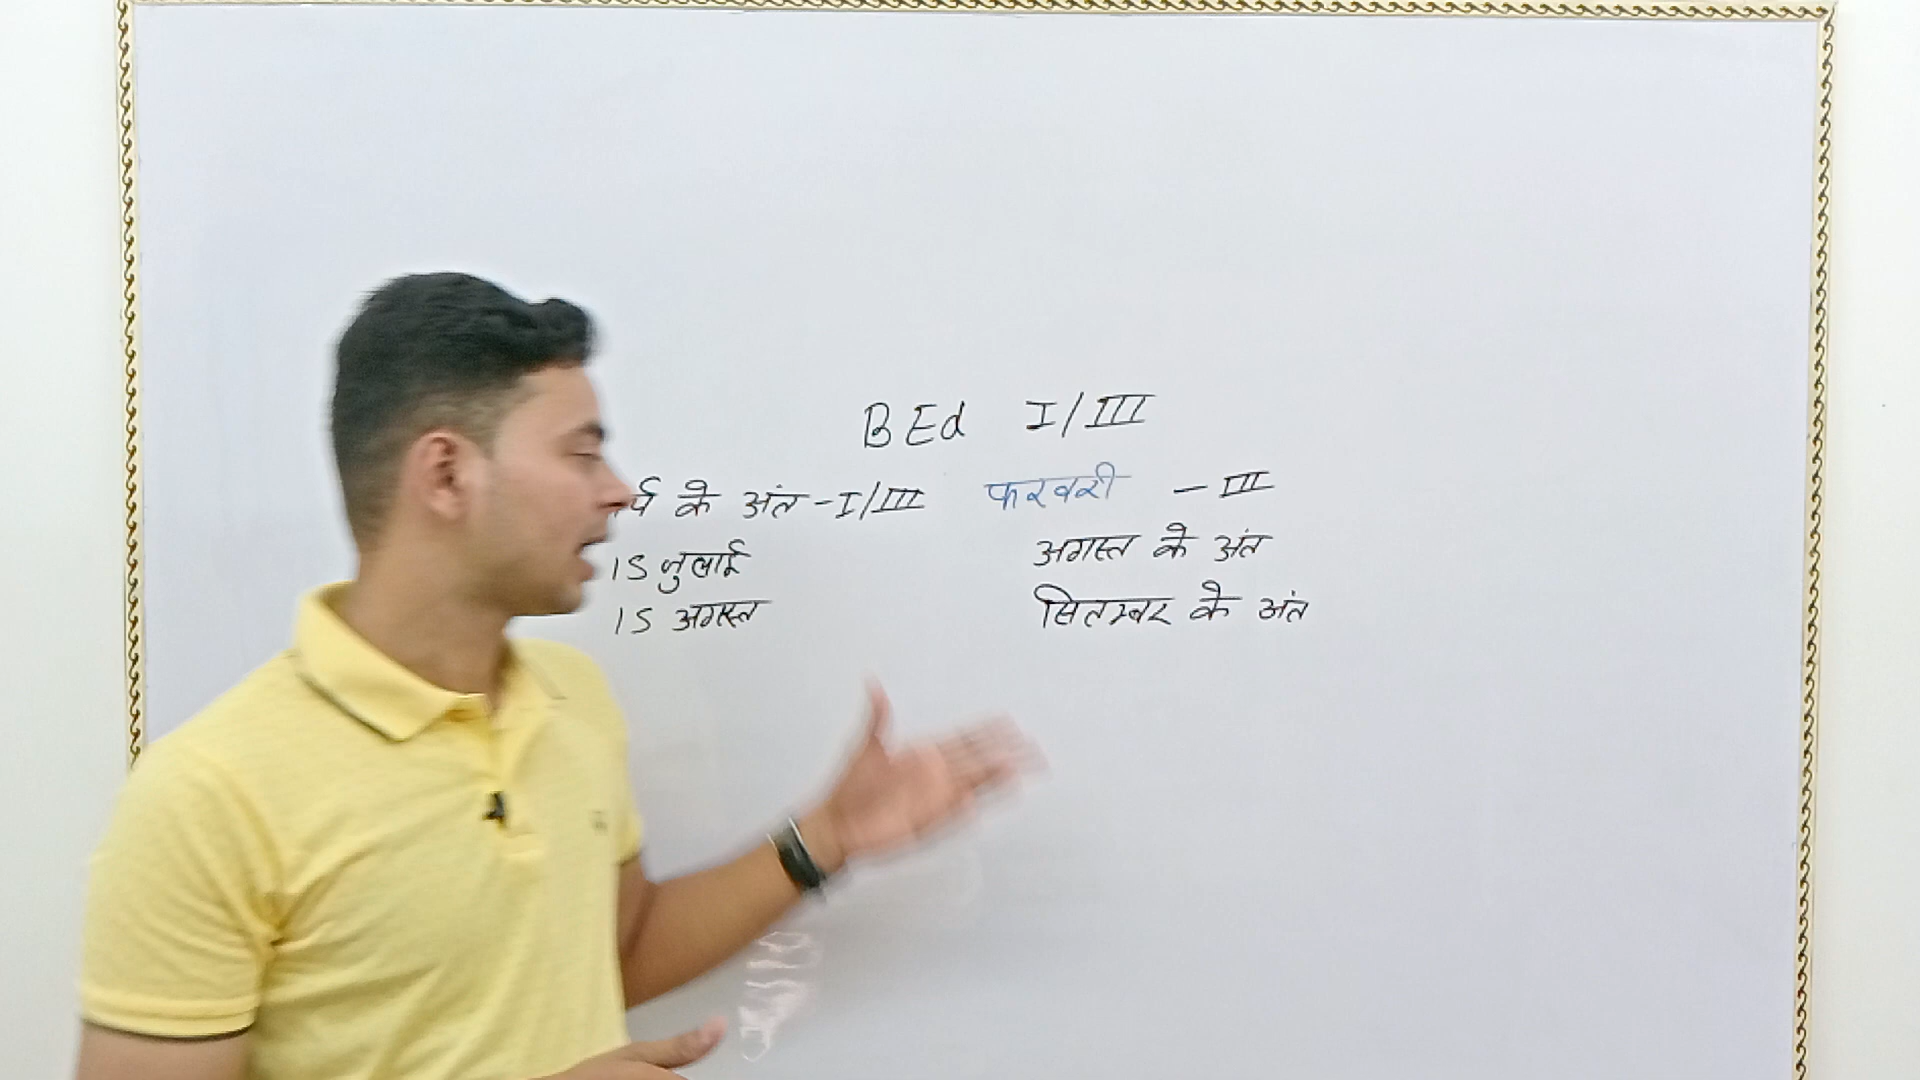 BEd I/III
के अंत - I/III फरवरी - III
15 जुलाई अगस्त के अंत
15 अगस्त सितम्बर के अंत